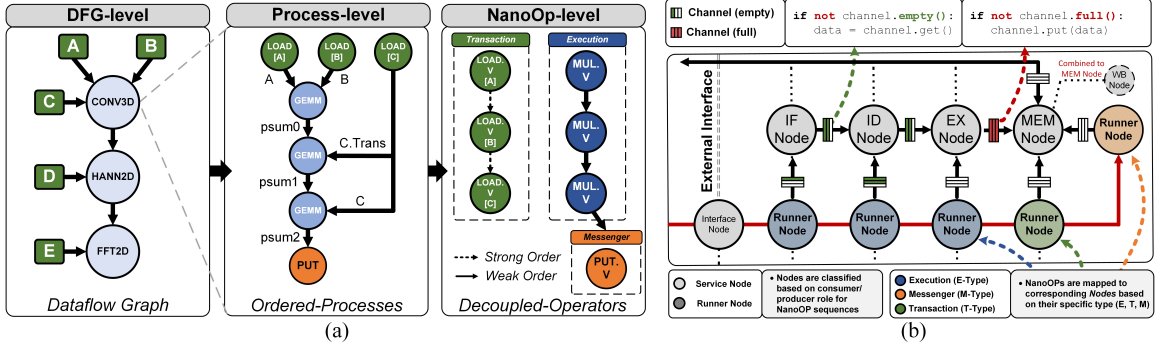 DFG-level
A
B
C
CONV3D
D
HANN2D
E
FFT2D
Dataflow Graph
Process-level
LOAD
[A]
LOAD
[B]
LOAD
[C]
A
B
GEMM
psum0
C.Trans
GEMM
psum1
C
GEMM
psum2
PUT
Ordered-Processes
NanoOp-level
Transaction
Execution
LOAD.
V
[A]
MUL.
V
LOAD.
V
[B]
MUL.
V
LOAD.
V
[C]
MUL.
V
Messenger
PUT.
V
Strong Order
Weak Order
Decoupled-Operators
(a)
Channel (empty)
Channel (full)
if not channel.empty():
data = channel.get()
if not channel.full():
channel.put(data)
External Interface
Combined to
MEM Node
WB
Node
IF
Node
ID
Node
EX
Node
MEM
Node
Runner
Node
Interface
Node
Runner
Node
Runner
Node
Runner
Node
Runner
Node
Service Node
Runner Node
• Nodes are classified
based on consumer/
producer role for
NanoOP sequences
Execution (E-Type)
Messenger (M-Type)
Transaction (T-Type)
• NanoOPs are mapped to
corresponding Nodes based
on their specific type (E, T, M)
(b)